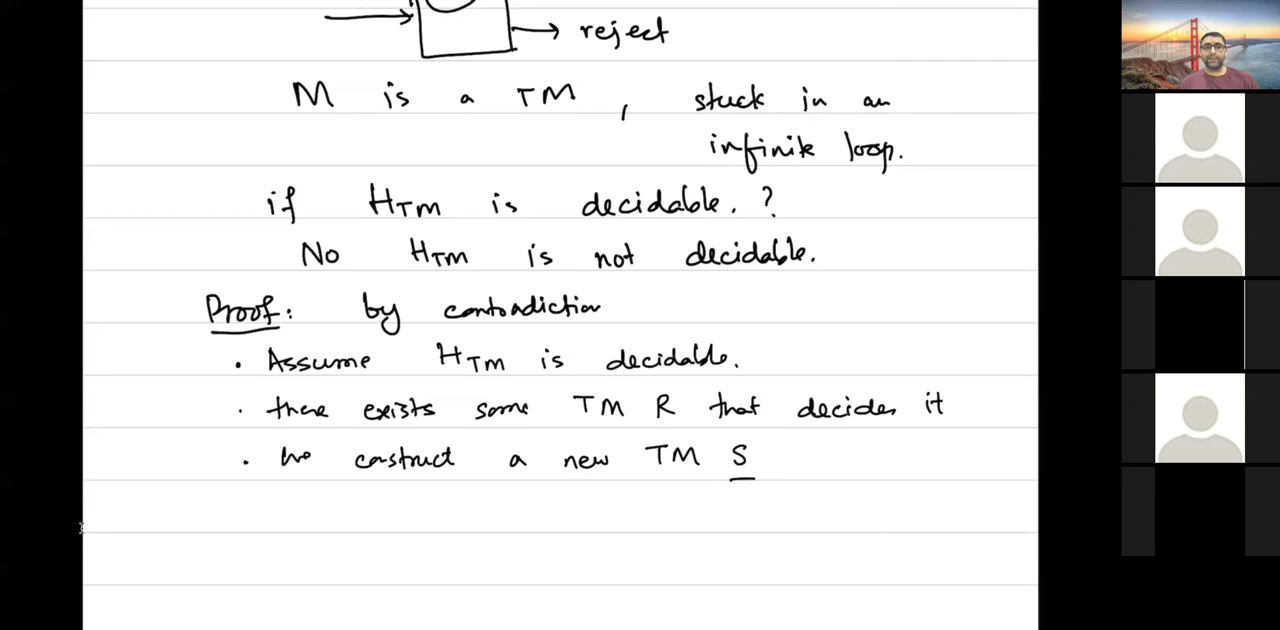 reject
M is a TM, stuck in an
infinite loop.
if HTM is decidable. ?
No HTM is not decidable.
Proof: by contradiction
. Assume HTM is decidable.
. there exists some TM R that decides it
. we construct a new TM S